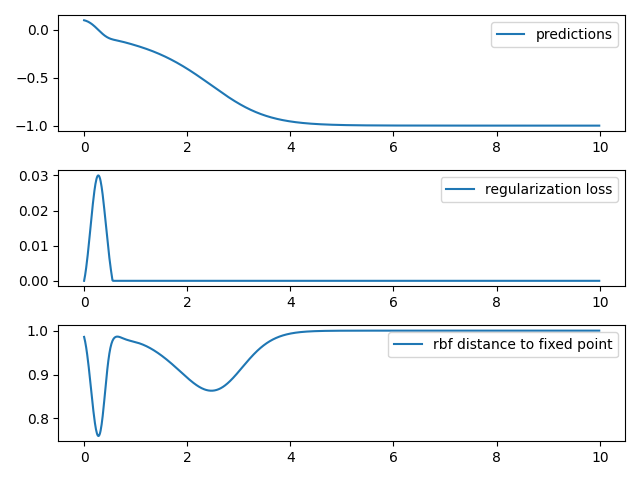 predictions
0.0
−0.5
−1.0
0 2 4 6 8 10
regularization loss
0.03
0.02
0.01
0.00
0 2 4 6 8 10
rbf distance to fixed point
1.0
0.9
0.8
0 2 4 6 8 10